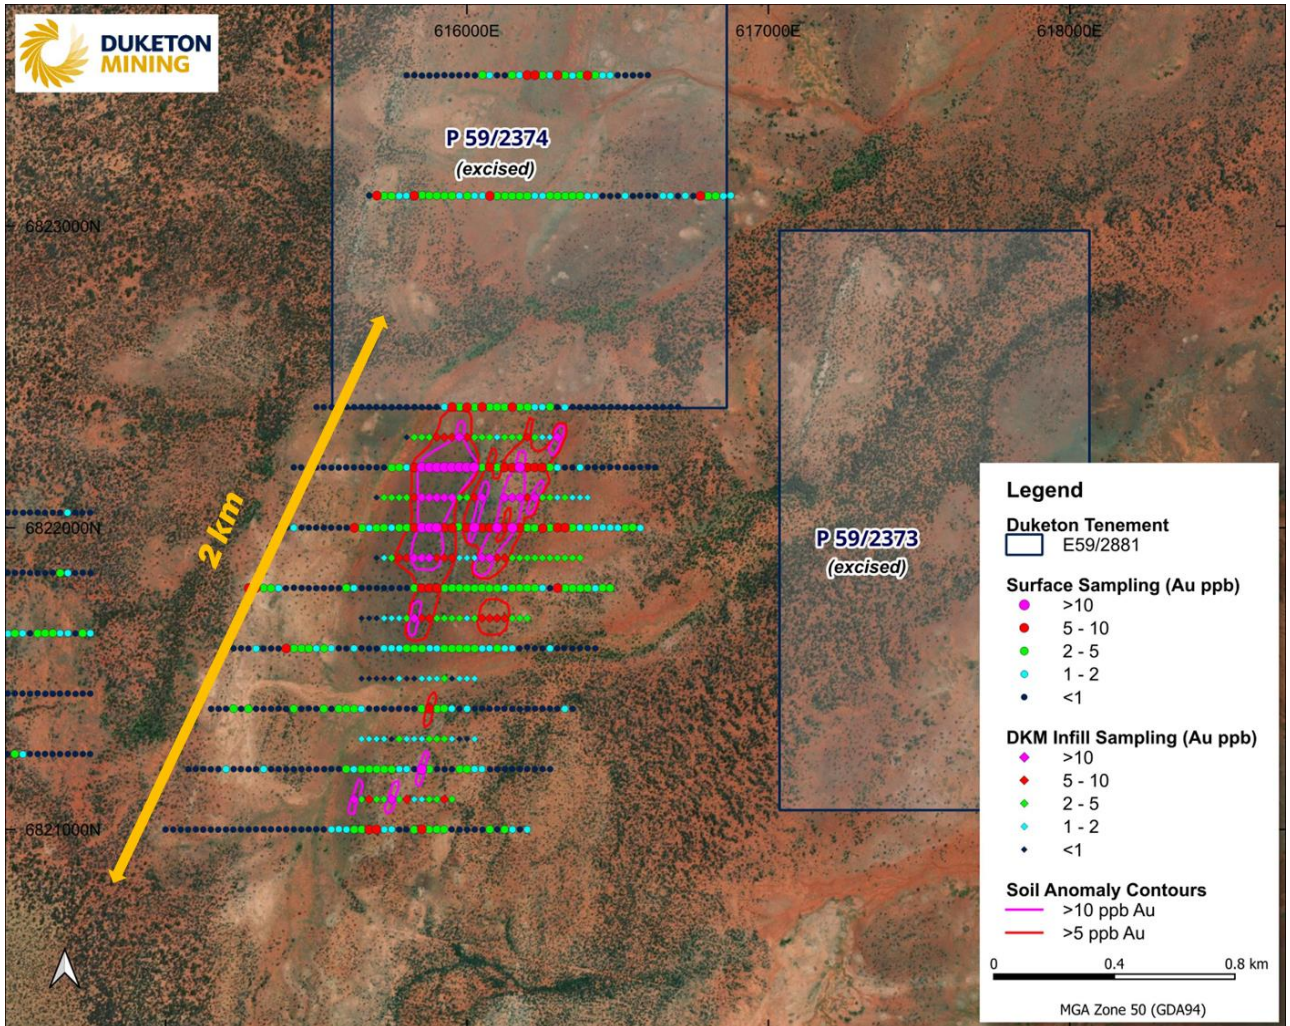 DUKETON
MINING
616000E
617000E
618000E
P 59/2374
(excised)
6823000N
2 km
6822000N
P 59/2373
(excised)
6821000N
Legend
Duketon Tenement
E59/2881
Surface Sampling (Au ppb)
>10
5 - 10
2 - 5
1 - 2
<1
DKM Infill Sampling (Au ppb)
>10
5 - 10
2 - 5
1 - 2
<1
Soil Anomaly Contours
>10 ppb Au
>5 ppb Au
0 0.4 0.8 km
MGA Zone 50 (GDA94)